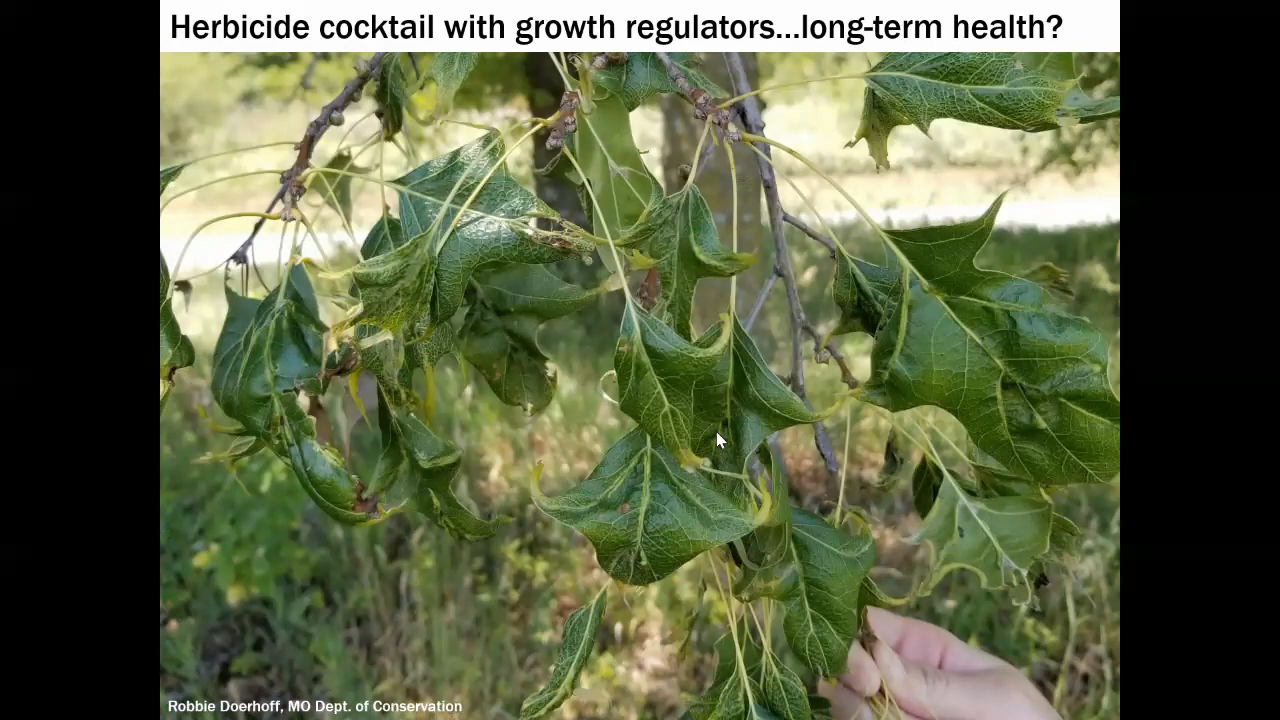 Herbicide cocktail with growth regulators...long-term health?
Robbie Doerhoff, MO Dept. of Conservation